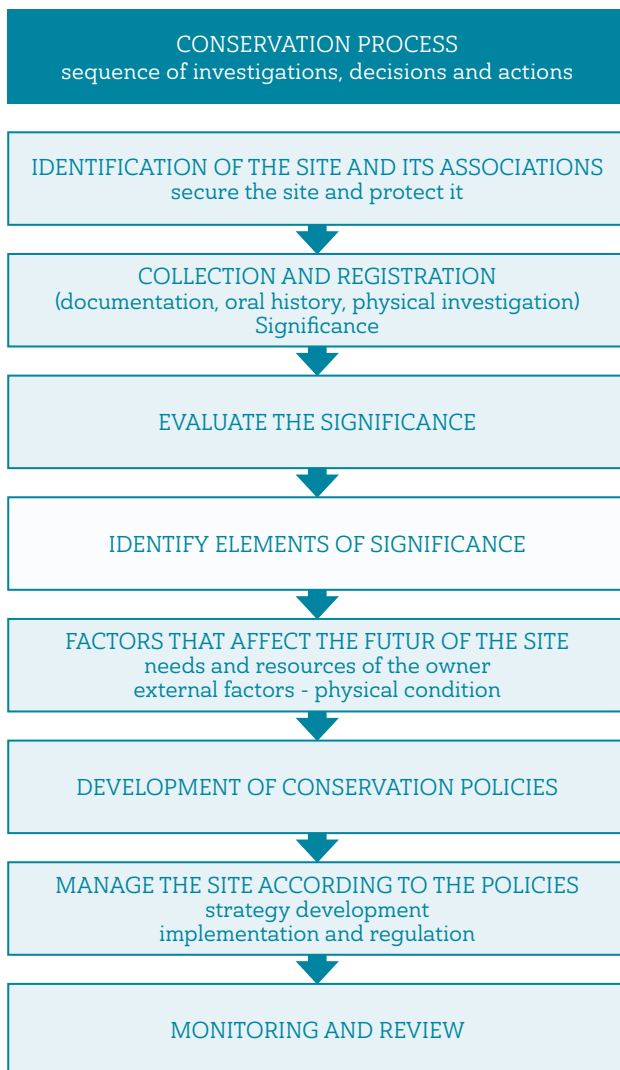 CONSERVATION PROCESS
sequence of investigations, decisions and actions
IDENTIFICATION OF THE SITE AND ITS ASSOCIATIONS
secure the site and protect it
COLLECTION AND REGISTRATION
(documentation, oral history, physical investigation)
Significance
EVALUATE THE SIGNIFICANCE
IDENTIFY ELEMENTS OF SIGNIFICANCE
FACTORS THAT AFFECT THE FUTUR OF THE SITE
needs and resources of the owner
external factors - physical condition
DEVELOPMENT OF CONSERVATION POLICIES
MANAGE THE SITE ACCORDING TO THE POLICIES
strategy development
implementation and regulation
MONITORING AND REVIEW